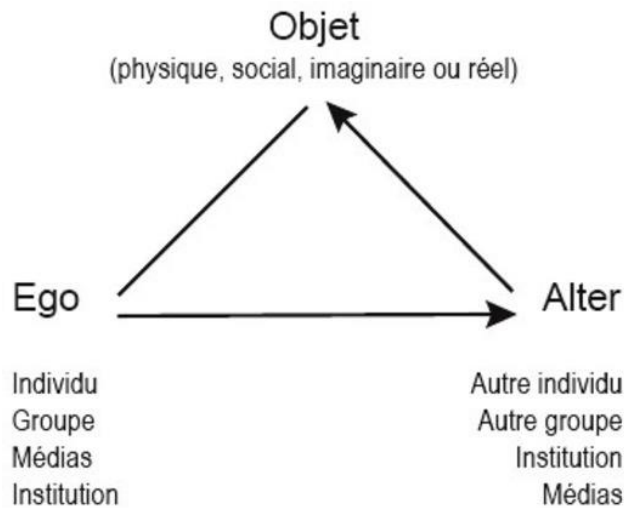 Objet
(physique, social, imaginaire ou réel)
Ego
Alter
Individu
Groupe
Médias
Institution
Autre individu
Autre groupe
Institution
Médias